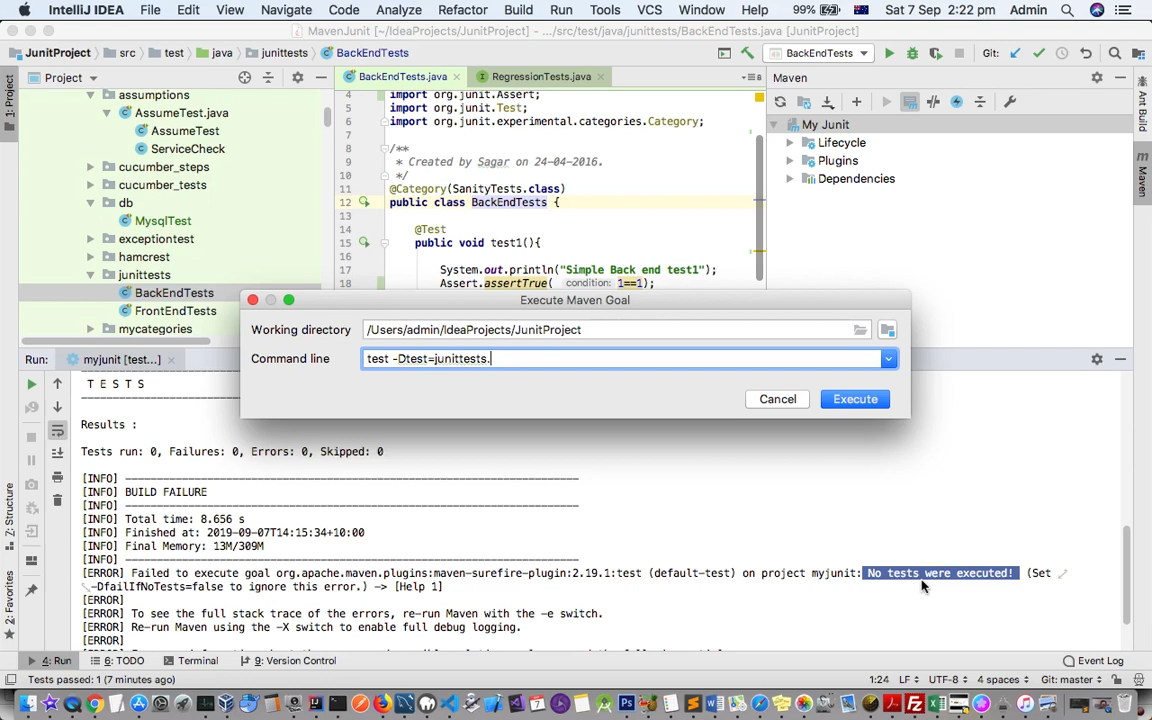 IntelliJ IDEA File Edit View Navigate Code Analyze Refactor Build Run Tools VCS Window Help 99% Sat 7 Sep 2:22 pm Admin
MavenJunit [~/IdeaProjects/JunitProject] - .../src/test/java/junittests/BackEndTests.java [JunitProject]
JunitProject src test java junittests BackEndTests BackEndTests Git:
1: Project
Project
BackEndTests.java RegressionTests.java
Maven
Ant Build
Maven
assumptions
AssumeTest.java
AssumeTest
ServiceCheck
cucumber_steps
cucumber_tests
db
MysqlTest
exceptiontest
hamcrest
junittests
BackEndTests
FrontEndTests
mycategories
4 import org.junit.Assert;
5 import org.junit.Test;
6 import org.junit.experimental.categories.Category;
7
8 /**
9 * Created by Sagar on 24-04-2016.
10 */
11 @Category(SanityTests.class)
12 public class BackEndTests {
13
14 @Test
15 public void test1(){
16
17 System.out.println("Simple Back end test1");
18 Assert.assertTrue( condition: 1==1);
My Junit
Lifecycle
Plugins
Dependencies
Execute Maven Goal
Working directory /Users/admin/IdeaProjects/JunitProject
Command line test -Dtest=junittests.
Cancel Execute
Run: myjunit [test...]
T E S T S
Results :
Tests run: 0, Failures: 0, Errors: 0, Skipped: 0
[INFO] ------------------------------------------------------------------------
[INFO] BUILD FAILURE
[INFO] ------------------------------------------------------------------------
[INFO] Total time: 8.656 s
[INFO] Finished at: 2019-09-07T14:15:34+10:00
[INFO] Final Memory: 13M/309M
[INFO] ------------------------------------------------------------------------
[ERROR] Failed to execute goal org.apache.maven.plugins:maven-surefire-plugin:2.19.1:test (default-test) on project myjunit: No tests were executed! (Set
-DfailIfNoTests=false to ignore this error.) -> [Help 1]
[ERROR]
[ERROR] To see the full stack trace of the errors, re-run Maven with the -e switch.
[ERROR] Re-run Maven using the -X switch to enable full debug logging.
[ERROR]
Z: Structure
2: Favorites
4: Run 6: TODO Terminal 9: Version Control Event Log
Tests passed: 1 (7 minutes ago) 1:24 LF UTF-8 4 spaces Git: master